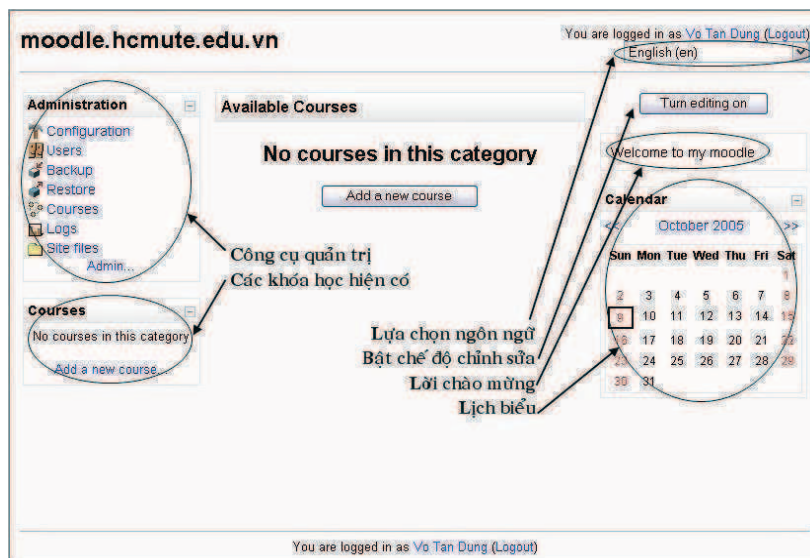 moodle.hcmute.edu.vn
You are logged in as Vo Tan Dung (Logout)
English (en)
Administration
Configuration
Users
Backup
Restore
Courses
Logs
Site files
Admin...
Courses
No courses in this category
Add a new course...
Available Courses
No courses in this category
Add a new course
Turn editing on
Welcome to my moodle
Calendar
<< October 2005 >>
Sun Mon Tue Wed Thu Fri Sat
1
2 3 4 5 6 7 8
9 10 11 12 13 14 15
16 17 18 19 20 21 22
23 24 25 26 27 28 29
30 31
Công cụ quản trị
Các khóa học hiện có
Lựa chọn ngôn ngữ
Bật chế độ chỉnh sửa
Lời chào mừng
Lịch biểu
You are logged in as Vo Tan Dung (Logout)